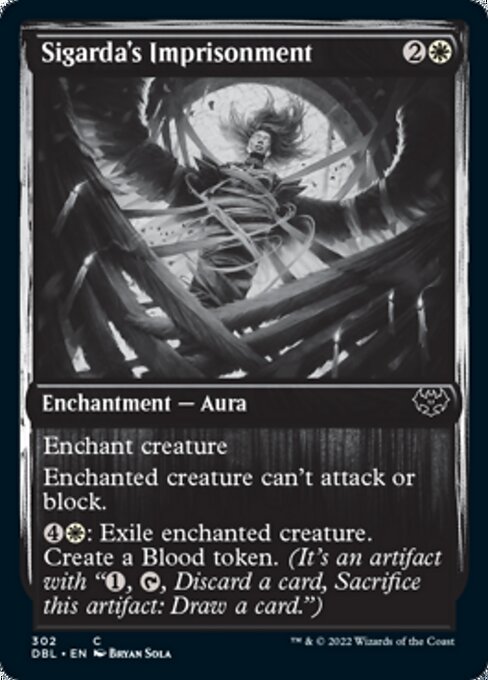 Sigarda's Imprisonment 2
Enchantment — Aura
Enchant creature
Enchanted creature can't attack or
block.
4: Exile enchanted creature.
Create a Blood token. (It's an artifact
with “1, , Discard a card, Sacrifice
this artifact: Draw a card.”)
302 C
DBL • EN Bryan Sola
™ & © 2022 Wizards of the Coast